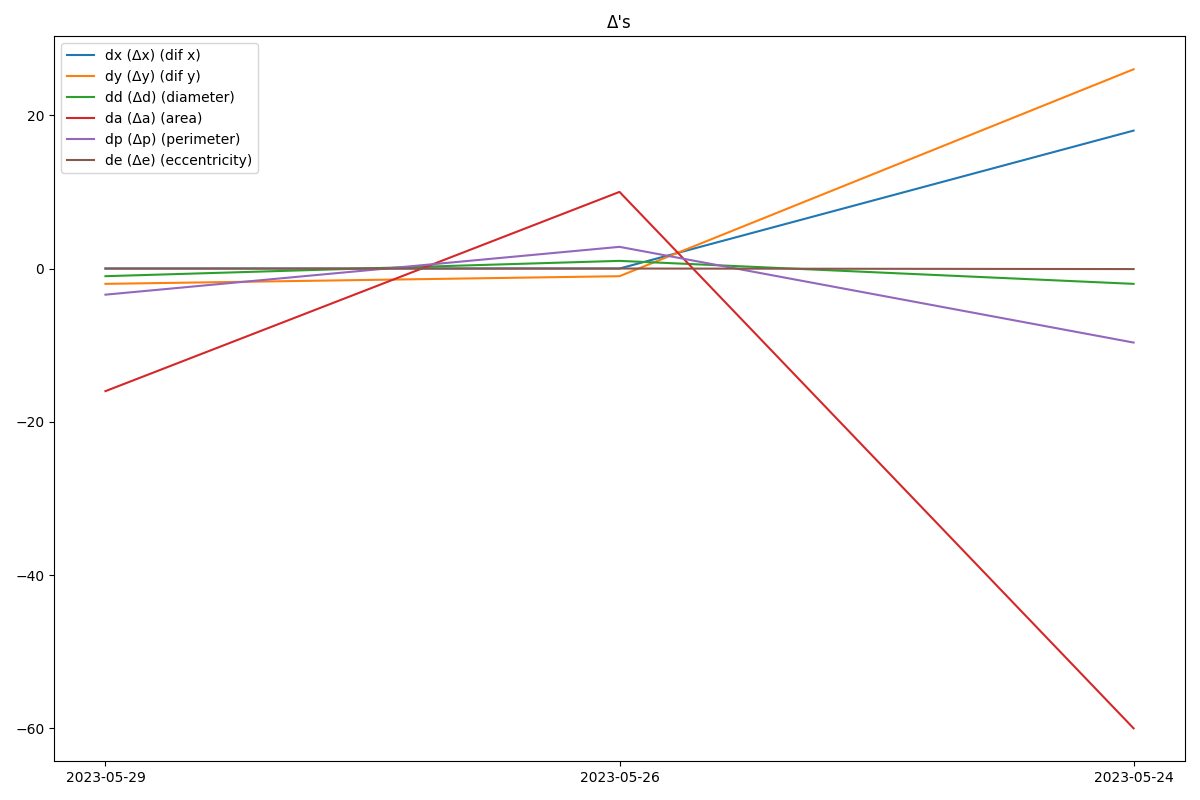 Δ's
dx (Δx) (dif x)
dy (Δy) (dif y)
dd (Δd) (diameter)
da (Δa) (area)
dp (Δp) (perimeter)
de (Δe) (eccentricity)
20
0
−20
−40
−60
2023-05-29 2023-05-26 2023-05-24